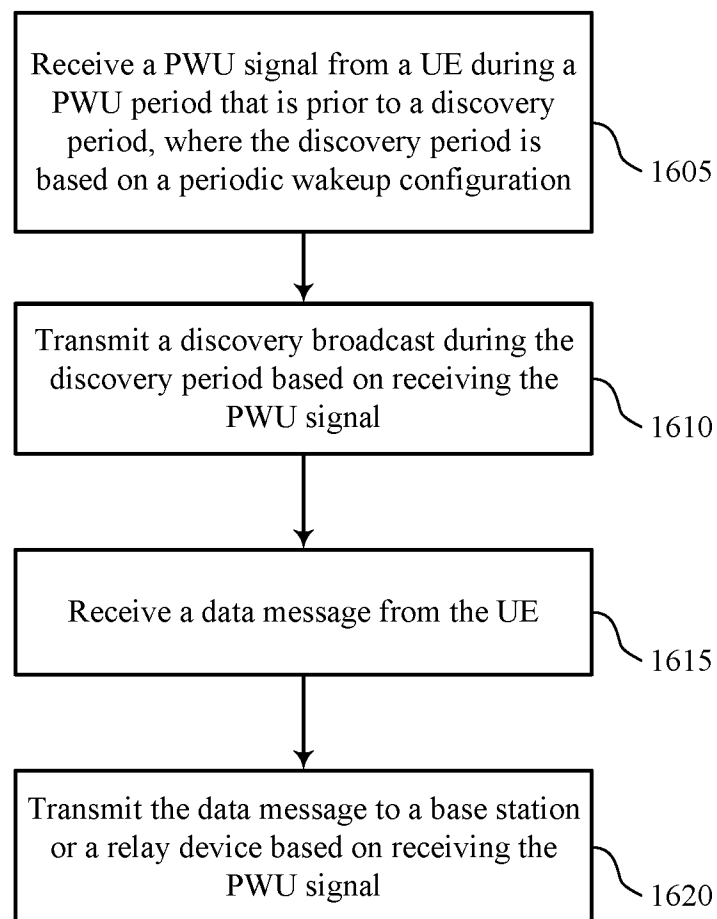 Receive a PWU signal from a UE during a
PWU period that is prior to a discovery
period, where the discovery period is
based on a periodic wakeup configuration
1605
Transmit a discovery broadcast during the
discovery period based on receiving the
PWU signal
1610
Receive a data message from the UE
1615
Transmit the data message to a base station
or a relay device based on receiving the
PWU signal
1620